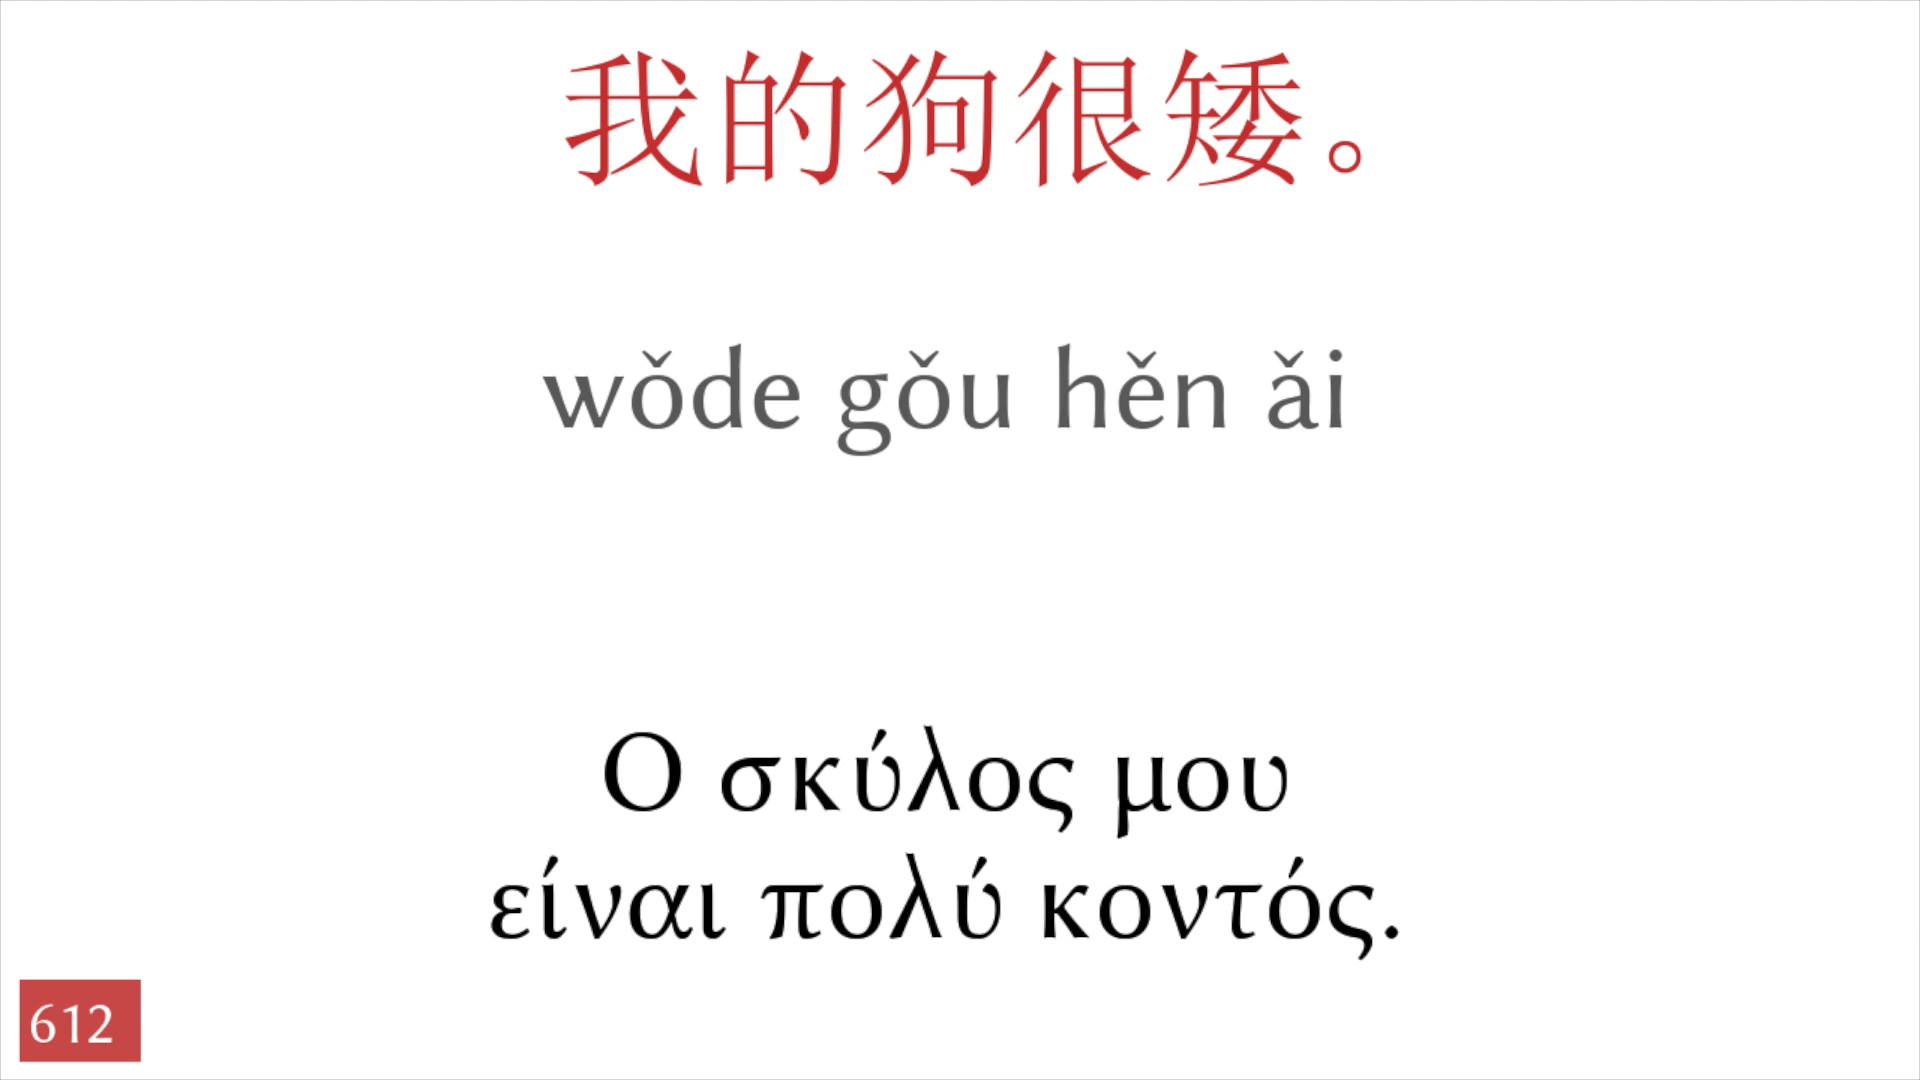 我的狗很矮。
wǒde gǒu hěn ǎi
Ο σκύλος μου
είναι πολύ κοντός.
612